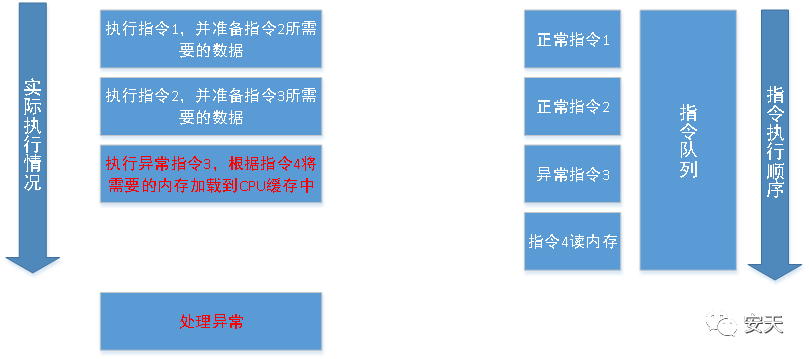 实际执行情况
执行指令1，并准备指令2所需
要的数据
执行指令2，并准备指令3所需
要的数据
执行异常指令3，根据指令4将
需要的内存加载到CPU缓存中
处理异常
正常指令1
正常指令2
异常指令3
指令4读内存
指令队列
指令执行顺序
安天